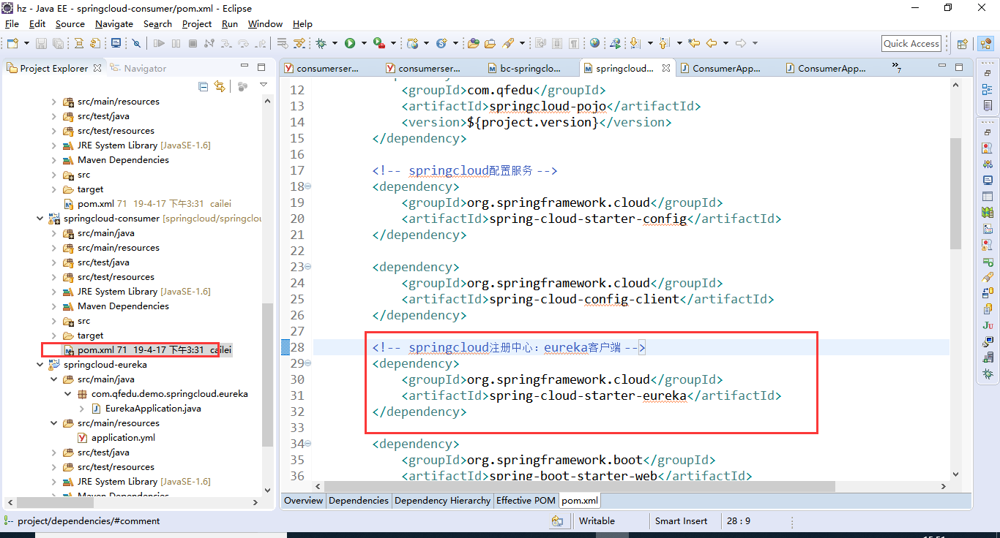 hz - Java EE - springcloud-consumer/pom.xml - Eclipse
File Edit Source Navigate Search Project Run Window Help
Quick Access
Project Explorer Navigator
consumerser... consumerser... bc-springclo... springcloud... ConsumerApp... ConsumerApp... »7
src/main/resources
src/test/java
src/test/resources
JRE System Library [JavaSE-1.6]
Maven Dependencies
src
target
pom.xml 71 19-4-17 下午3:31 cailei
springcloud-consumer [springcloud/springclou
src/main/java
src/main/resources
src/test/java
src/test/resources
JRE System Library [JavaSE-1.6]
Maven Dependencies
src
target
pom.xml 71 19-4-17 下午3:31 cailei
springcloud-eureka
src/main/java
com.qfedu.demo.springcloud.eureka
EurekaApplication.java
src/main/resources
application.yml
src/test/java
src/test/resources
JRE System Library [JavaSE-1.6]
Maven Dependencies
12 <groupId>com.qfedu</groupId>
13 <artifactId>springcloud-pojo</artifactId>
14 <version>${project.version}</version>
15 </dependency>
16
17 <!-- springcloud配置服务 -->
18 <dependency>
19 <groupId>org.springframework.cloud</groupId>
20 <artifactId>spring-cloud-starter-config</artifactId>
21 </dependency>
22
23 <dependency>
24 <groupId>org.springframework.cloud</groupId>
25 <artifactId>spring-cloud-config-client</artifactId>
26 </dependency>
27
28 <!-- springcloud注册中心：eureka客户端 -->
29 <dependency>
30 <groupId>org.springframework.cloud</groupId>
31 <artifactId>spring-cloud-starter-eureka</artifactId>
32 </dependency>
33
34 <dependency>
35 <groupId>org.springframework.boot</groupId>
36 <artifactId>spring-boot-starter-web</artifactId>
Overview Dependencies Dependency Hierarchy Effective POM pom.xml
project/dependencies/#comment Writable Smart Insert 28 : 9